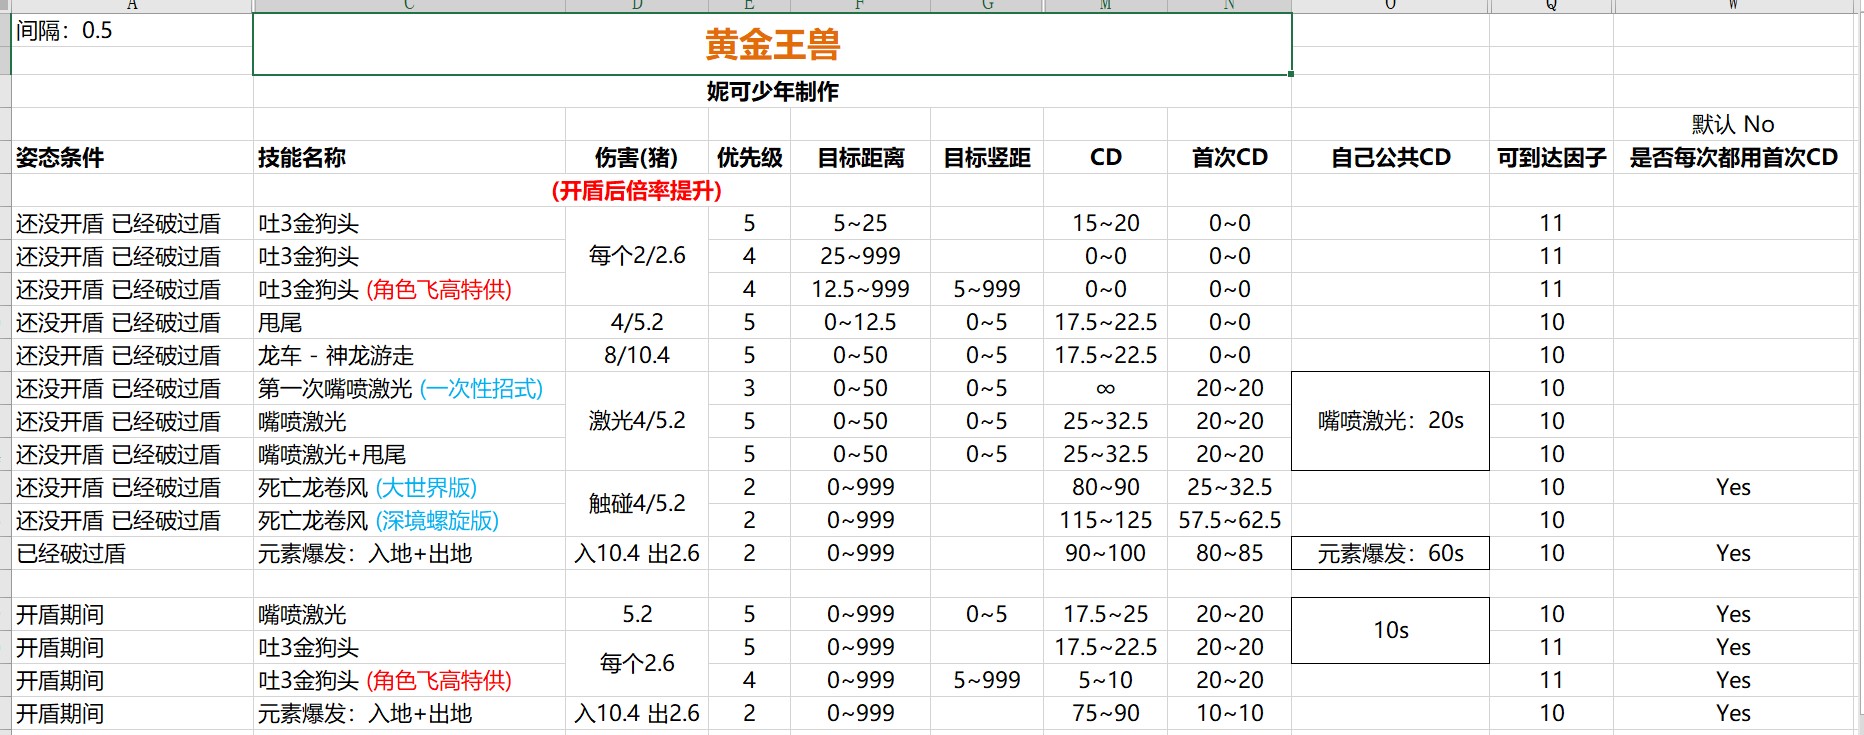 A C D E F G M N O Q W
间隔：0.5
黄金王兽
妮可少年制作
默认 No
姿态条件 技能名称 伤害(猪) 优先级 目标距离 目标竖距 CD 首次CD 自己公共CD 可到达因子 是否每次都用首次CD
(开盾后倍率提升)
还没开盾 已经破过盾 吐3金狗头 每个2/2.6 5 5~25 15~20 0~0 11
还没开盾 已经破过盾 吐3金狗头 4 25~999 0~0 0~0 11
还没开盾 已经破过盾 吐3金狗头 (角色飞高特供) 4 12.5~999 5~999 0~0 0~0 11
还没开盾 已经破过盾 甩尾 4/5.2 5 0~12.5 0~5 17.5~22.5 0~0 10
还没开盾 已经破过盾 龙车 - 神龙游走 8/10.4 5 0~50 0~5 17.5~22.5 0~0 10
还没开盾 已经破过盾 第一次嘴喷激光 (一次性招式) 激光4/5.2 3 0~50 0~5 ∞ 20~20 嘴喷激光：20s 10
还没开盾 已经破过盾 嘴喷激光 5 0~50 0~5 25~32.5 20~20 10
还没开盾 已经破过盾 嘴喷激光+甩尾 5 0~50 0~5 25~32.5 20~20 10
还没开盾 已经破过盾 死亡龙卷风 (大世界版) 触碰4/5.2 2 0~999 80~90 25~32.5 10 Yes
还没开盾 已经破过盾 死亡龙卷风 (深境螺旋版) 2 0~999 115~125 57.5~62.5 10
已经破过盾 元素爆发：入地+出地 入10.4 出2.6 2 0~999 90~100 80~85 元素爆发：60s 10 Yes
开盾期间 嘴喷激光 5.2 5 0~999 0~5 17.5~25 20~20 10s 10 Yes
开盾期间 吐3金狗头 每个2.6 5 0~999 17.5~22.5 20~20 11 Yes
开盾期间 吐3金狗头 (角色飞高特供) 4 0~999 5~999 5~10 20~20 11 Yes
开盾期间 元素爆发：入地+出地 入10.4 出2.6 2 0~999 75~90 10~10 10 Yes